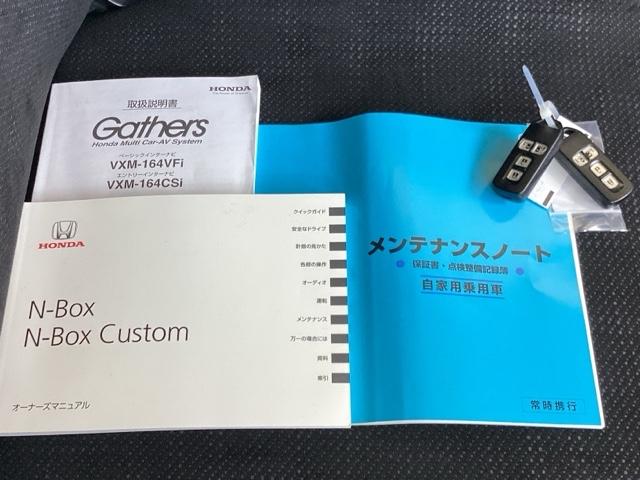 HONDA
取扱説明書
Gathers
Honda Multi Car-AV System
ベーシックインターナビ
VXM-164VFi
エントリーインターナビ
VXM-164CSi
HONDA
N-Box
N-Box Custom
オーナーズマニュアル
クイックガイド
安全なドライブ
計器の見かた
各部の操作
オーディオ
運転
メンテナンス
万一の場合には
資料
索引
メンテナンスノート
保証書・点検整備記録簿
自家用乗用車
常時携行